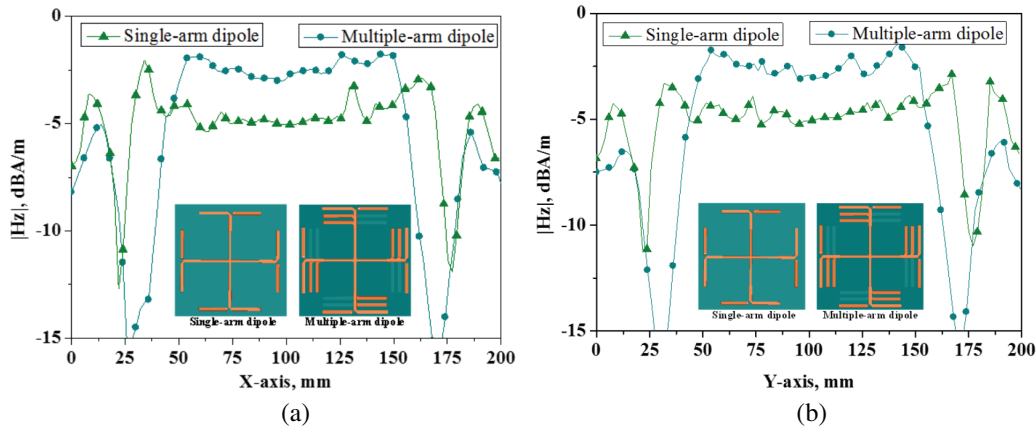 Single-arm dipole
Multiple-arm dipole
|Hz|, dBA/m
0
-5
-10
-15
Single-arm dipole
Multiple-arm dipole
0 25 50 75 100 125 150 175 200
X-axis, mm
(a)
Single-arm dipole
Multiple-arm dipole
|Hz|, dBA/m
0
-5
-10
-15
Single-arm dipole
Multiple-arm dipole
0 25 50 75 100 125 150 175 200
Y-axis, mm
(b)